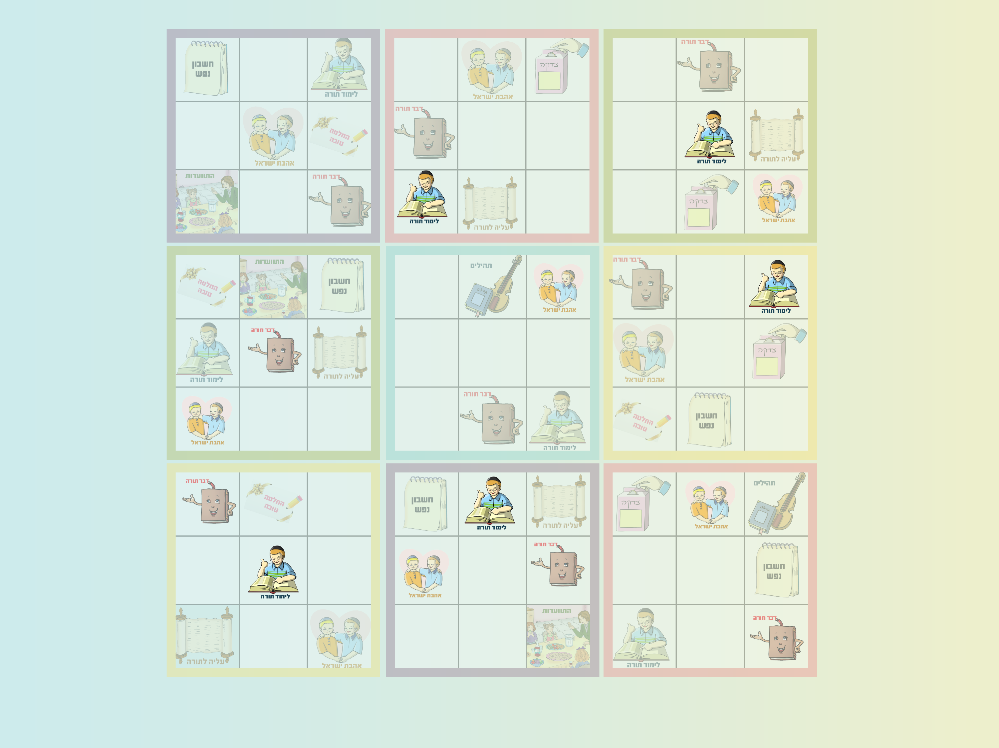 חשבון
נפש
לימוד תורה
אהבת ישראל
החלטה
טובה
התוועדות
דבר תורה
אהבת ישראל
צדקה
דבר תורה
לימוד תורה
עליה לתורה
דבר תורה
לימוד תורה
עליה לתורה
צדקה
אהבת ישראל
החלטה
טובה
התוועדות
חשבון
נפש
לימוד תורה
דבר תורה
עליה לתורה
אהבת ישראל
תהילים
תהילים
אהבת ישראל
דבר תורה
לימוד תורה
דבר תורה
לימוד תורה
אהבת ישראל
צדקה
החלטה
טובה
חשבון
נפש
דבר תורה
החלטה
טובה
לימוד תורה
עליה לתורה
אהבת ישראל
חשבון
נפש
לימוד תורה
עליה לתורה
אהבת ישראל
דבר תורה
התוועדות
צדקה
אהבת ישראל
תהילים
תהילים
חשבון
נפש
לימוד תורה
דבר תורה